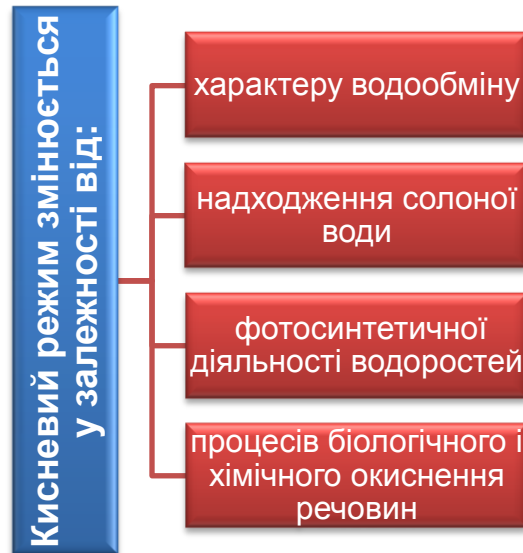 Кисневий режим змінюється
у залежності від:
характеру водообміну
надходження солоної
води
фотосинтетичної
діяльності водоростей
процесів біологічного і
хімічного окиснення
речовин